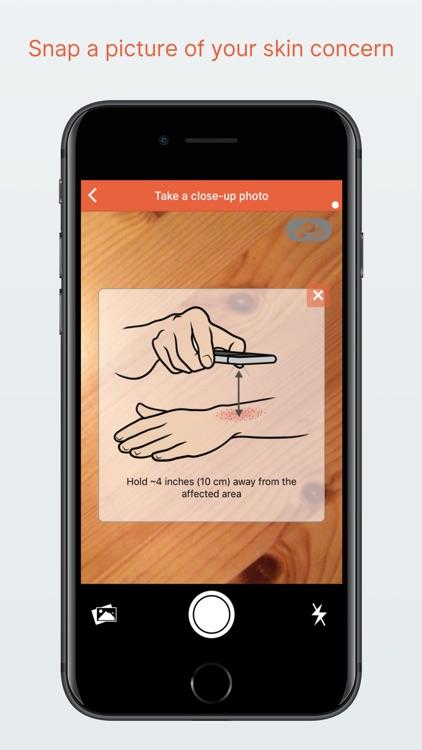 Snap a picture of your skin concern
Take a close-up photo
Hold ~4 inches (10 cm) away from the
affected area